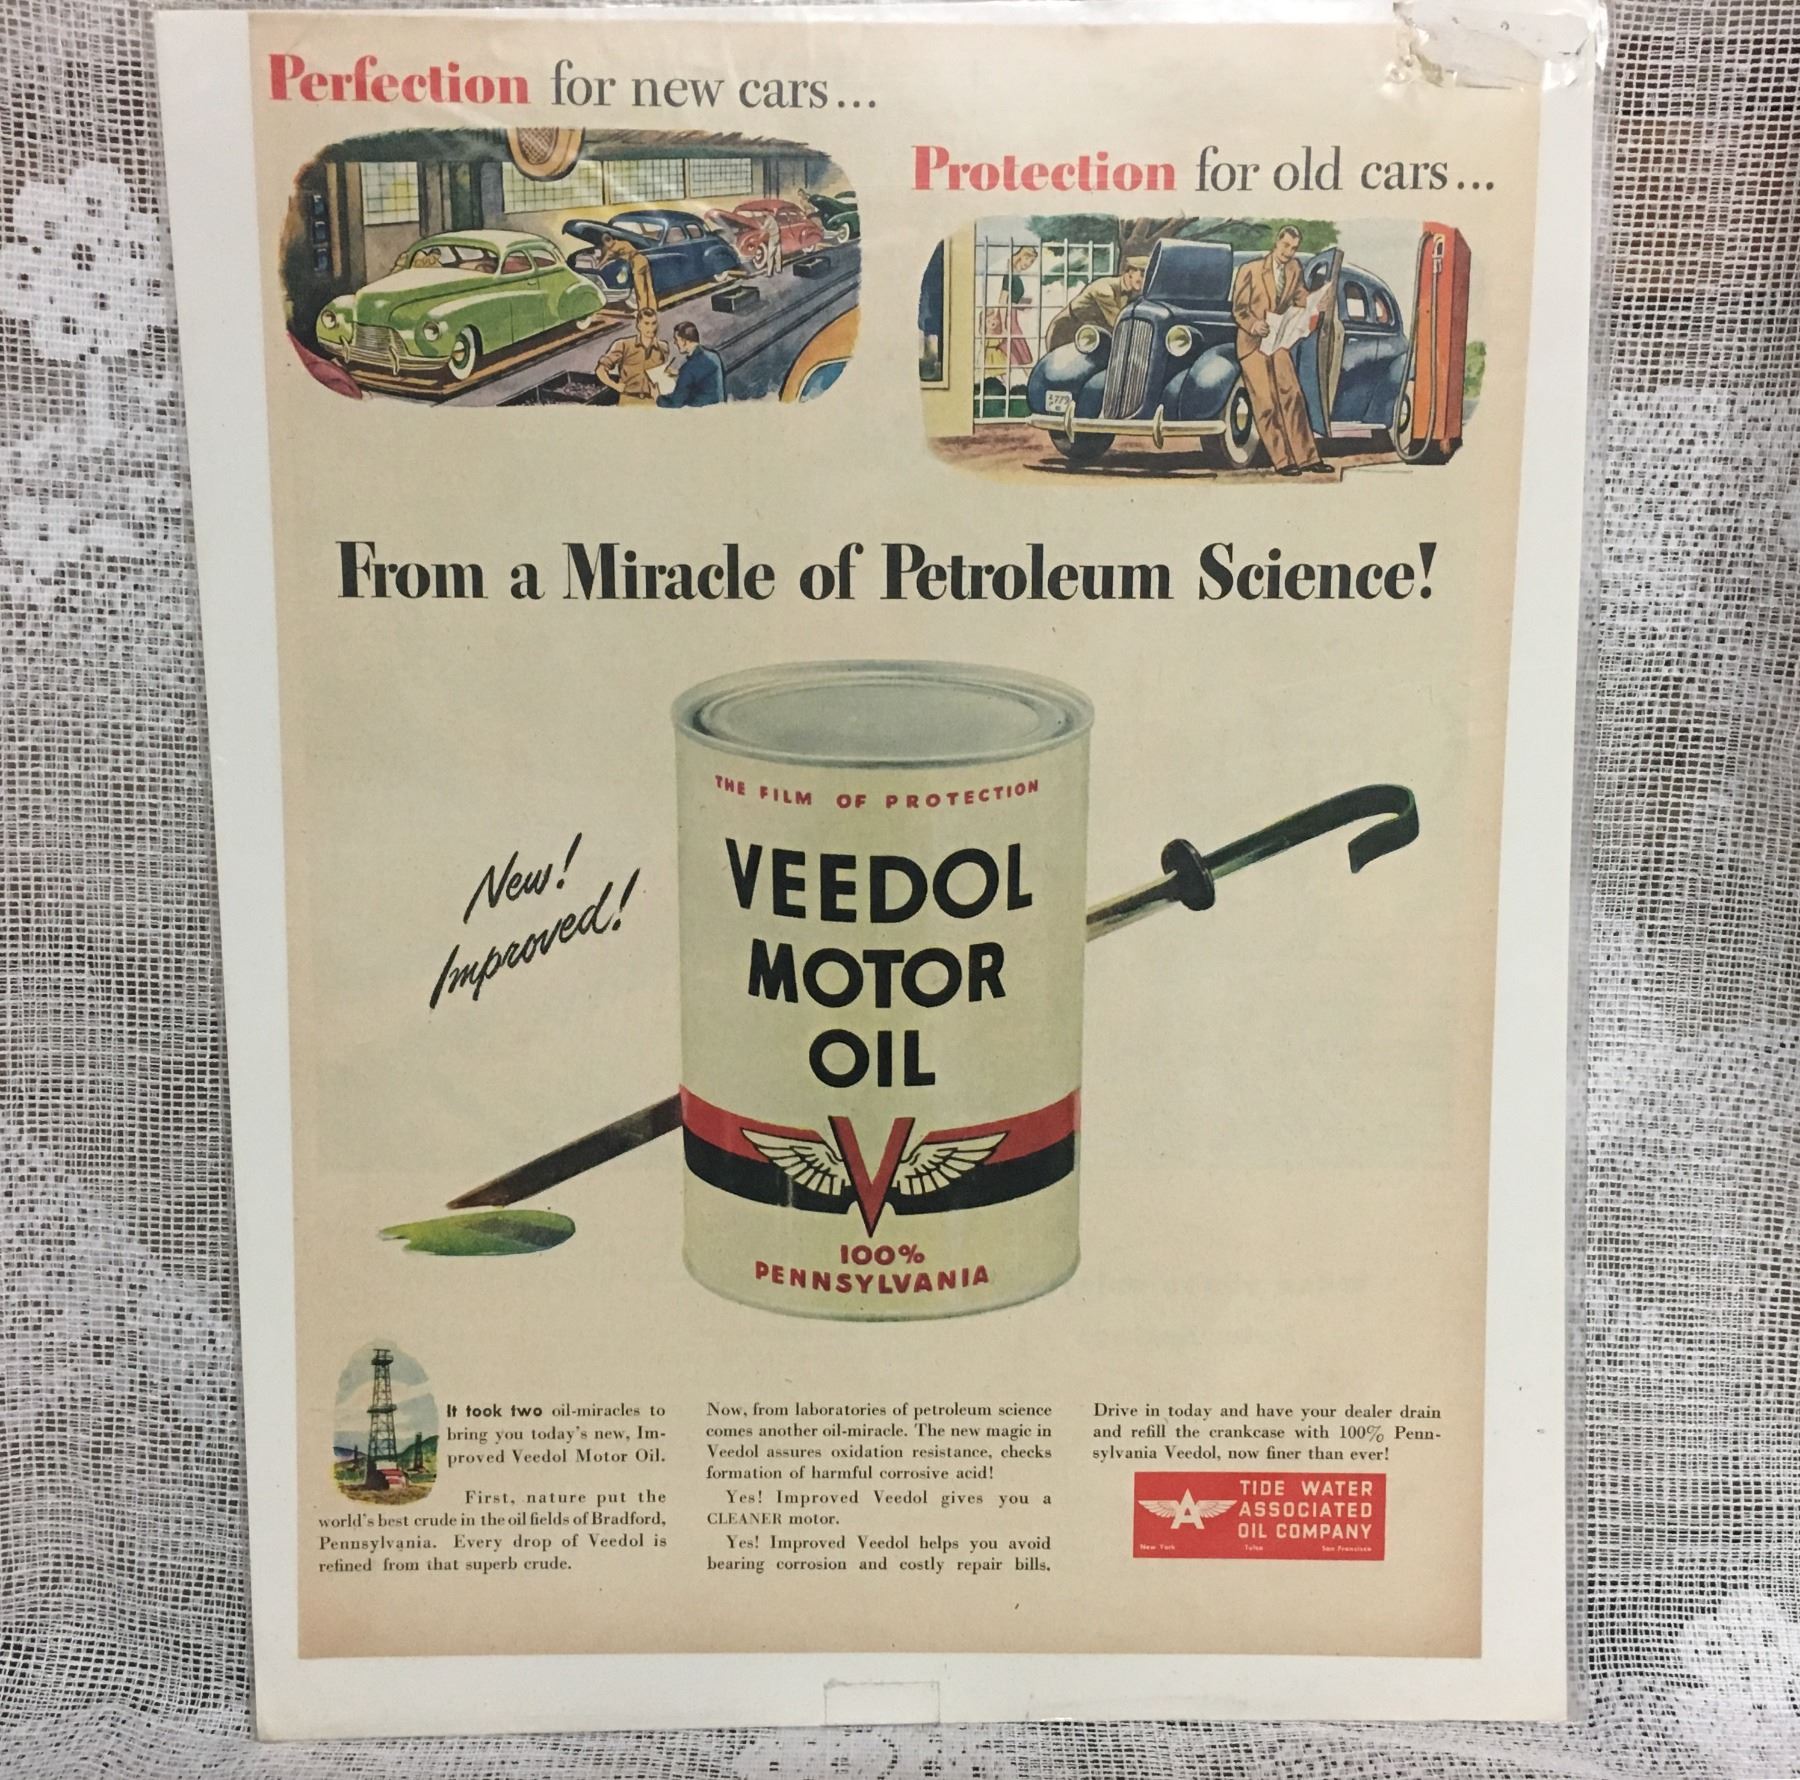 Perfection for new cars...
Protection for old cars...
From a Miracle of Petroleum Science!
New!
Improved!
THE FILM OF PROTECTION
VEEDOL
MOTOR
OIL
V
100%
PENNSYLVANIA
It took two oil-miracles to
bring you today's new, Im-
proved Veedol Motor Oil.
First, nature put the
world's best crude in the oil fields of Bradford,
Pennsylvania. Every drop of Veedol is
refined from that superb crude.
Now, from laboratories of petroleum science
comes another oil-miracle. The new magic in
Veedol assures oxidation resistance, checks
formation of harmful corrosive acid!
Yes! Improved Veedol gives you a
CLEANER motor.
Yes! Improved Veedol helps you avoid
bearing corrosion and costly repair bills.
Drive in today and have your dealer drain
and refill the crankcase with 100% Penn-
sylvania Veedol, now finer than ever!
A
TIDE WATER
ASSOCIATED
OIL COMPANY
New York Tulsa San Francisco